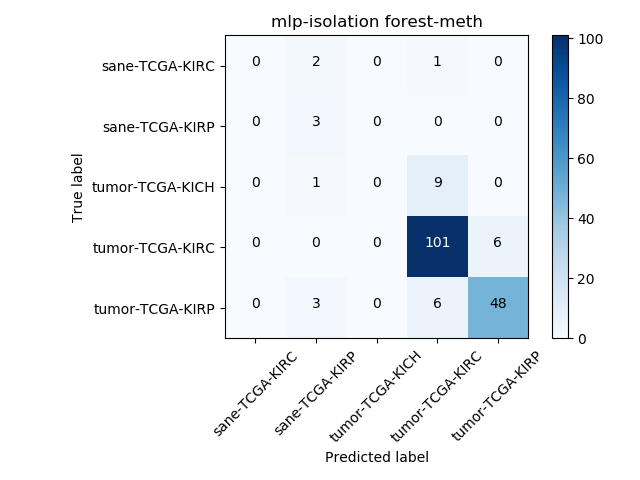 mlp-isolation forest-meth
True label
sane-TCGA-KIRC 0 2 0 1 0
sane-TCGA-KIRP 0 3 0 0 0
tumor-TCGA-KICH 0 1 0 9 0
tumor-TCGA-KIRC 0 0 0 101 6
tumor-TCGA-KIRP 0 3 0 6 48
sane-TCGA-KIRC
sane-TCGA-KIRP
tumor-TCGA-KICH
tumor-TCGA-KIRC
tumor-TCGA-KIRP
Predicted label
100
80
60
40
20
0